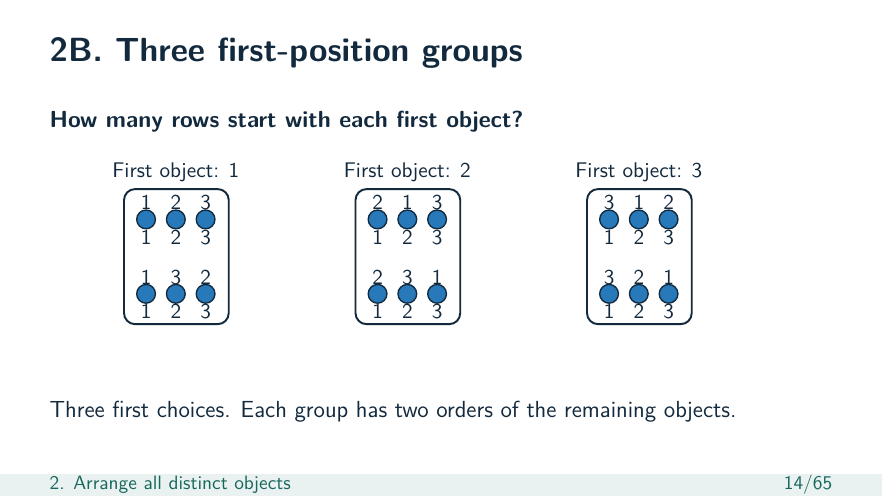 2B. Three first-position groups
How many rows start with each first object?
First object: 1 First object: 2 First object: 3
1 2 3 2 1 3 3 1 2
1 2 3 1 2 3 1 2 3
1 3 2 2 3 1 3 2 1
1 2 3 1 2 3 1 2 3
Three first choices. Each group has two orders of the remaining objects.
2. Arrange all distinct objects 14/65